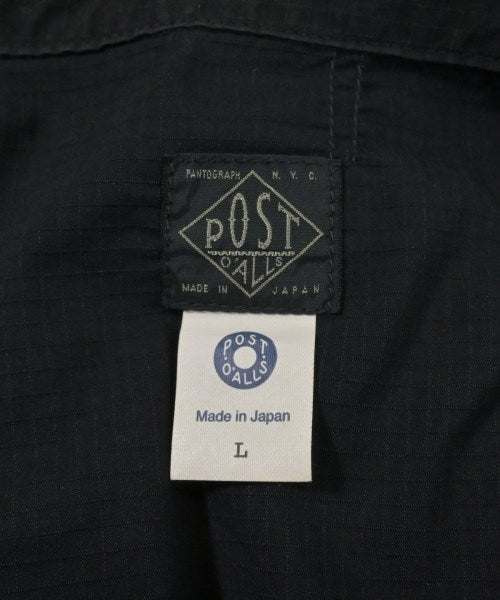 PANTOGRAPH N.Y.C.
POST
O'ALLS
MADE IN JAPAN
POST
O'ALLS
Made in Japan
L